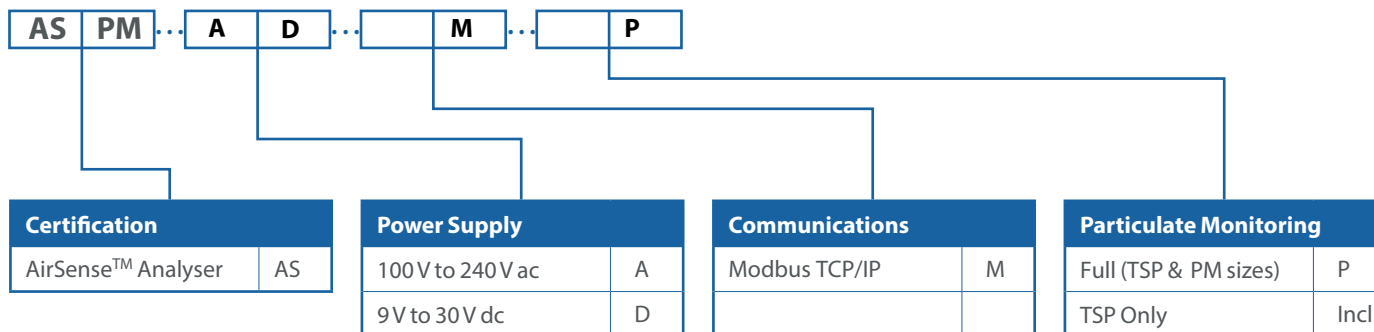 AS PM ... A D ... M ... P
Certification
AirSense™ Analyser AS
Power Supply
100 V to 240 V ac A
9 V to 30 V dc D
Communications
Modbus TCP/IP M
Particulate Monitoring
Full (TSP & PM sizes) P
TSP Only Incl